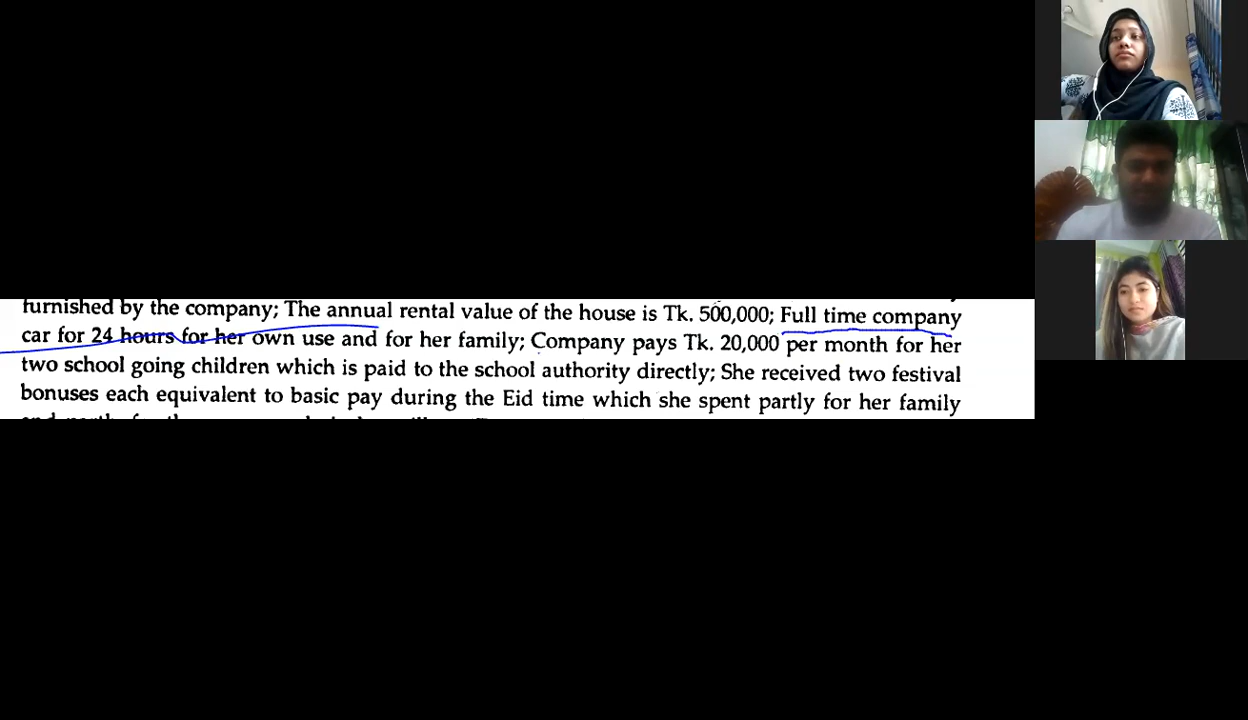 furnished by the company; The annual rental value of the house is Tk. 500,000; Full time company
car for 24 hours for her own use and for her family; Company pays Tk. 20,000 per month for her
two school going children which is paid to the school authority directly; She received two festival
bonuses each equivalent to basic pay during the Eid time which she spent partly for her family